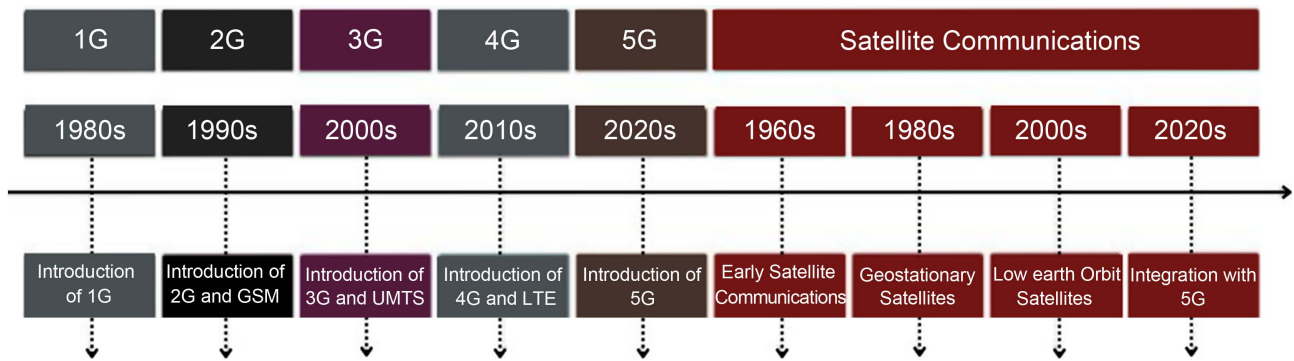 1G
2G
3G
4G
5G
Satellite Communications
1980s
1990s
2000s
2010s
2020s
1960s
1980s
2000s
2020s
Introduction
of 1G
Introduction of
2G and GSM
Introduction of
3G and UMTS
Introduction of
4G and LTE
Introduction of
5G
Early Satellite
Communications
Geostationary
Satellites
Low earth Orbit
Satellites
Integration with
5G